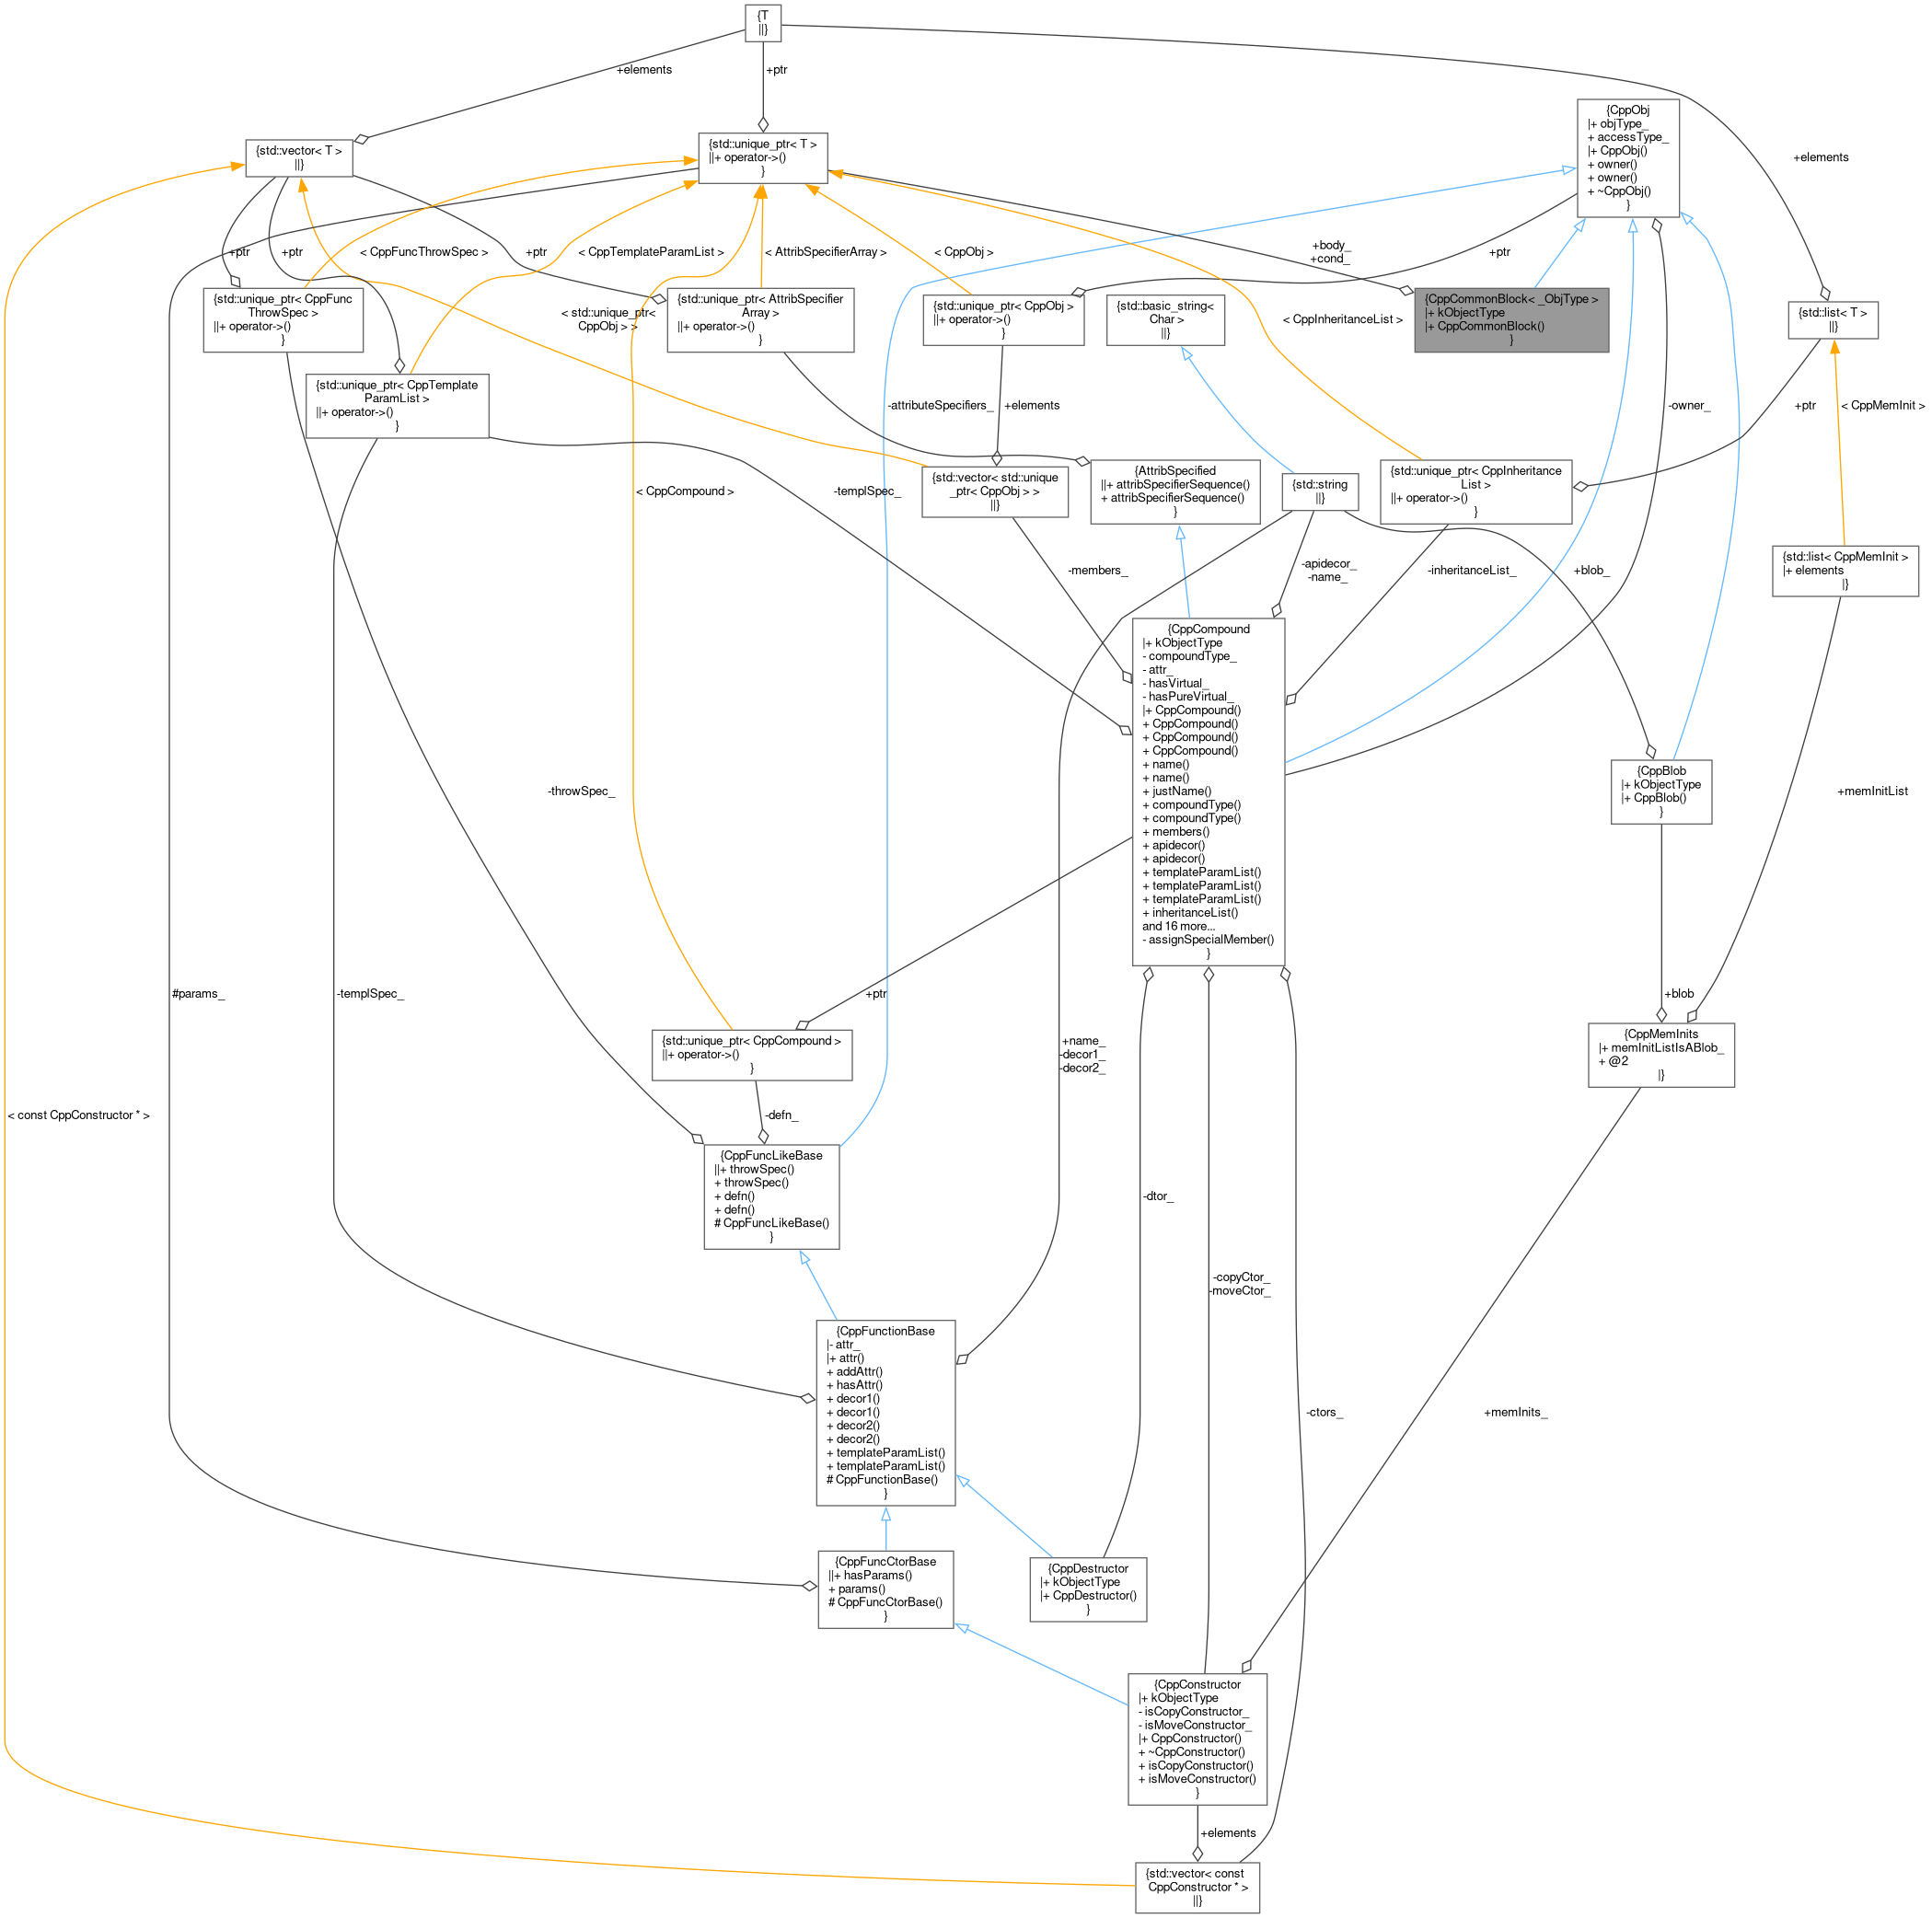 {T
||}
+elements
+ptr
{CppObj
|+ objType_
+ accessType_
|+ CppObj()
+ owner()
+ owner()
+ ~CppObj()
}
{std::vector< T >
||}
{std::unique_ptr< T >
||+ operator->()
}
+elements
+ptr
+ptr
< CppFuncThrowSpec >
+ptr
< CppTemplateParamList >
< AttribSpecifierArray >
< CppObj >
+body_
+cond_
+ptr
{std::unique_ptr< CppFunc
ThrowSpec >
||+ operator->()
}
< std::unique_ptr<
CppObj > >
{std::unique_ptr< AttribSpecifier
Array >
||+ operator->()
}
{std::unique_ptr< CppObj >
||+ operator->()
}
{std::basic_string<
Char >
||}
< CppInheritanceList >
{CppCommonBlock< _ObjType >
|+ kObjectType
|+ CppCommonBlock()
}
{std::list< T >
||}
{std::unique_ptr< CppTemplate
ParamList >
||+ operator->()
}
-attributeSpecifiers_
+elements
-owner_
+ptr
< CppMemInit >
< CppCompound >
-templSpec_
{std::vector< std::unique
_ptr< CppObj > >
||}
{AttribSpecified
||+ attribSpecifierSequence()
+ attribSpecifierSequence()
}
{std::string
||}
{std::unique_ptr< CppInheritance
List >
||+ operator->()
}
-members_
-apidecor_
-name_
-inheritanceList_
+blob_
{std::list< CppMemInit >
|+ elements
|}
{CppCompound
|+ kObjectType
- compoundType_
- attr_
- hasVirtual_
- hasPureVirtual_
|+ CppCompound()
+ CppCompound()
+ CppCompound()
+ CppCompound()
+ name()
+ name()
+ justName()
+ compoundType()
+ compoundType()
+ members()
+ apidecor()
+ apidecor()
+ templateParamList()
+ templateParamList()
+ templateParamList()
+ inheritanceList()
and 16 more...
- assignSpecialMember()
}
-throwSpec_
{CppBlob
|+ kObjectType
|+ CppBlob()
}
+memInitList
#params_
-templSpec_
+ptr
+blob
{std::unique_ptr< CppCompound >
||+ operator->()
}
+name_
-decor1_
-decor2_
{CppMemInits
|+ memInitListIsABlob_
+ @2
|}
< const CppConstructor * >
-defn_
{CppFuncLikeBase
||+ throwSpec()
+ throwSpec()
+ defn()
+ defn()
# CppFuncLikeBase()
}
-dtor_
-copyCtor_
-moveCtor_
{CppFunctionBase
|- attr_
|+ attr()
+ addAttr()
+ hasAttr()
+ decor1()
+ decor1()
+ decor2()
+ decor2()
+ templateParamList()
+ templateParamList()
# CppFunctionBase()
}
-ctors_
+memInits_
{CppFuncCtorBase
||+ hasParams()
+ params()
# CppFuncCtorBase()
}
{CppDestructor
|+ kObjectType
|+ CppDestructor()
}
{CppConstructor
|+ kObjectType
- isCopyConstructor_
- isMoveConstructor_
|+ CppConstructor()
+ ~CppConstructor()
+ isCopyConstructor()
+ isMoveConstructor()
}
+elements
{std::vector< const
CppConstructor * >
||}